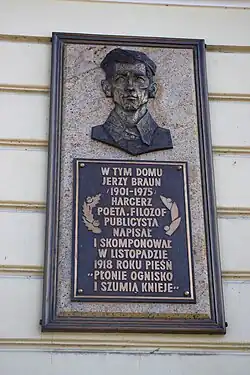 W TYM DOMU
JERZY BRAUN
/1901-1975/
HARCERZ
POETA, FILOZOF
PUBLICYSTA
NAPISAŁ
I SKOMPONOWAŁ
W LISTOPADZIE
1918 ROKU PIEŚŃ
"PŁONIE OGNISKO
I SZUMIĄ KNIEJE"